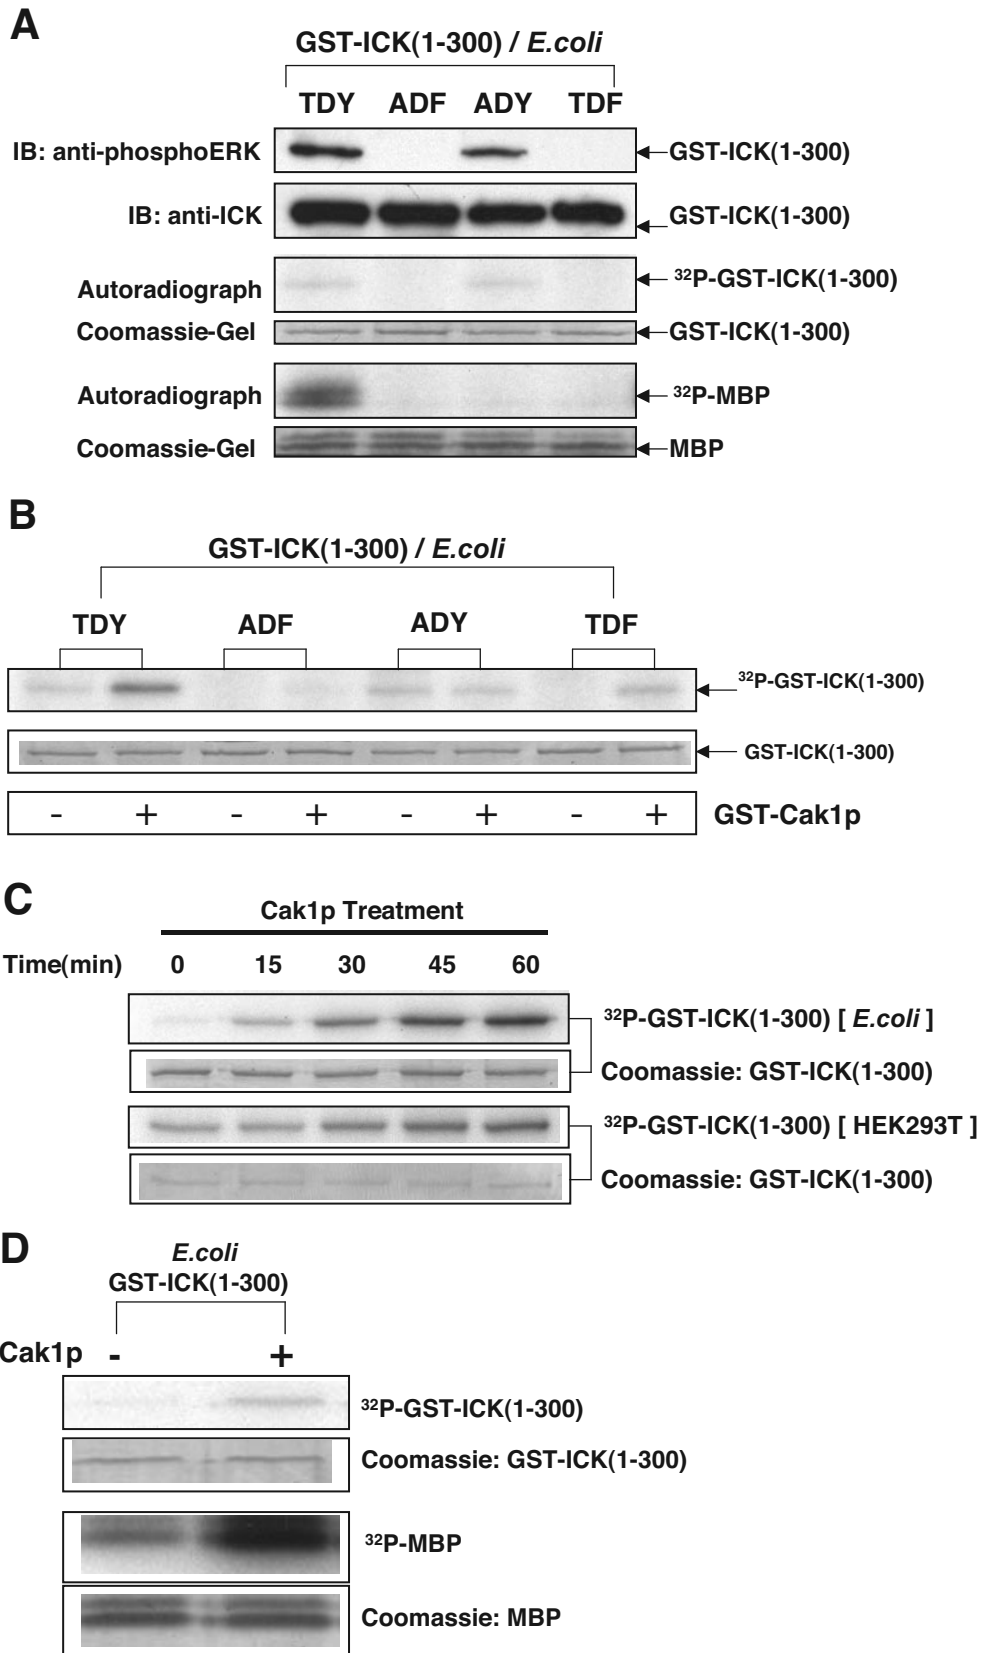 A
GST-ICK(1-300) / E.coli
TDY ADF ADY TDF
IB: anti-phosphoERK GST-ICK(1-300)
IB: anti-ICK GST-ICK(1-300)
Autoradiograph 32P-GST-ICK(1-300)
Coomassie-Gel GST-ICK(1-300)
Autoradiograph 32P-MBP
Coomassie-Gel MBP
B
GST-ICK(1-300) / E.coli
TDY ADF ADY TDF
32P-GST-ICK(1-300)
GST-ICK(1-300)
- + - + - + - + GST-Cak1p
C
Cak1p Treatment
Time(min) 0 15 30 45 60
32P-GST-ICK(1-300) [ E.coli ]
Coomassie: GST-ICK(1-300)
32P-GST-ICK(1-300) [ HEK293T ]
Coomassie: GST-ICK(1-300)
D
E.coli
GST-ICK(1-300)
Cak1p - +
32P-GST-ICK(1-300)
Coomassie: GST-ICK(1-300)
32P-MBP
Coomassie: MBP